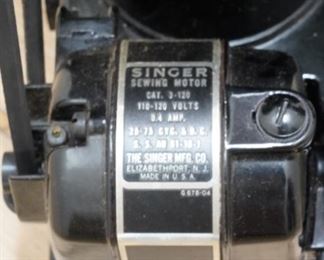 SINGER
SEWING MOTOR
CAT. 3-120
110-120 VOLTS
0.4 AMP.
25-75 CYC. & D.C.
THE SINGER MFG. CO.
ELIZABETHPORT, N. J.
MADE IN U. S. A.